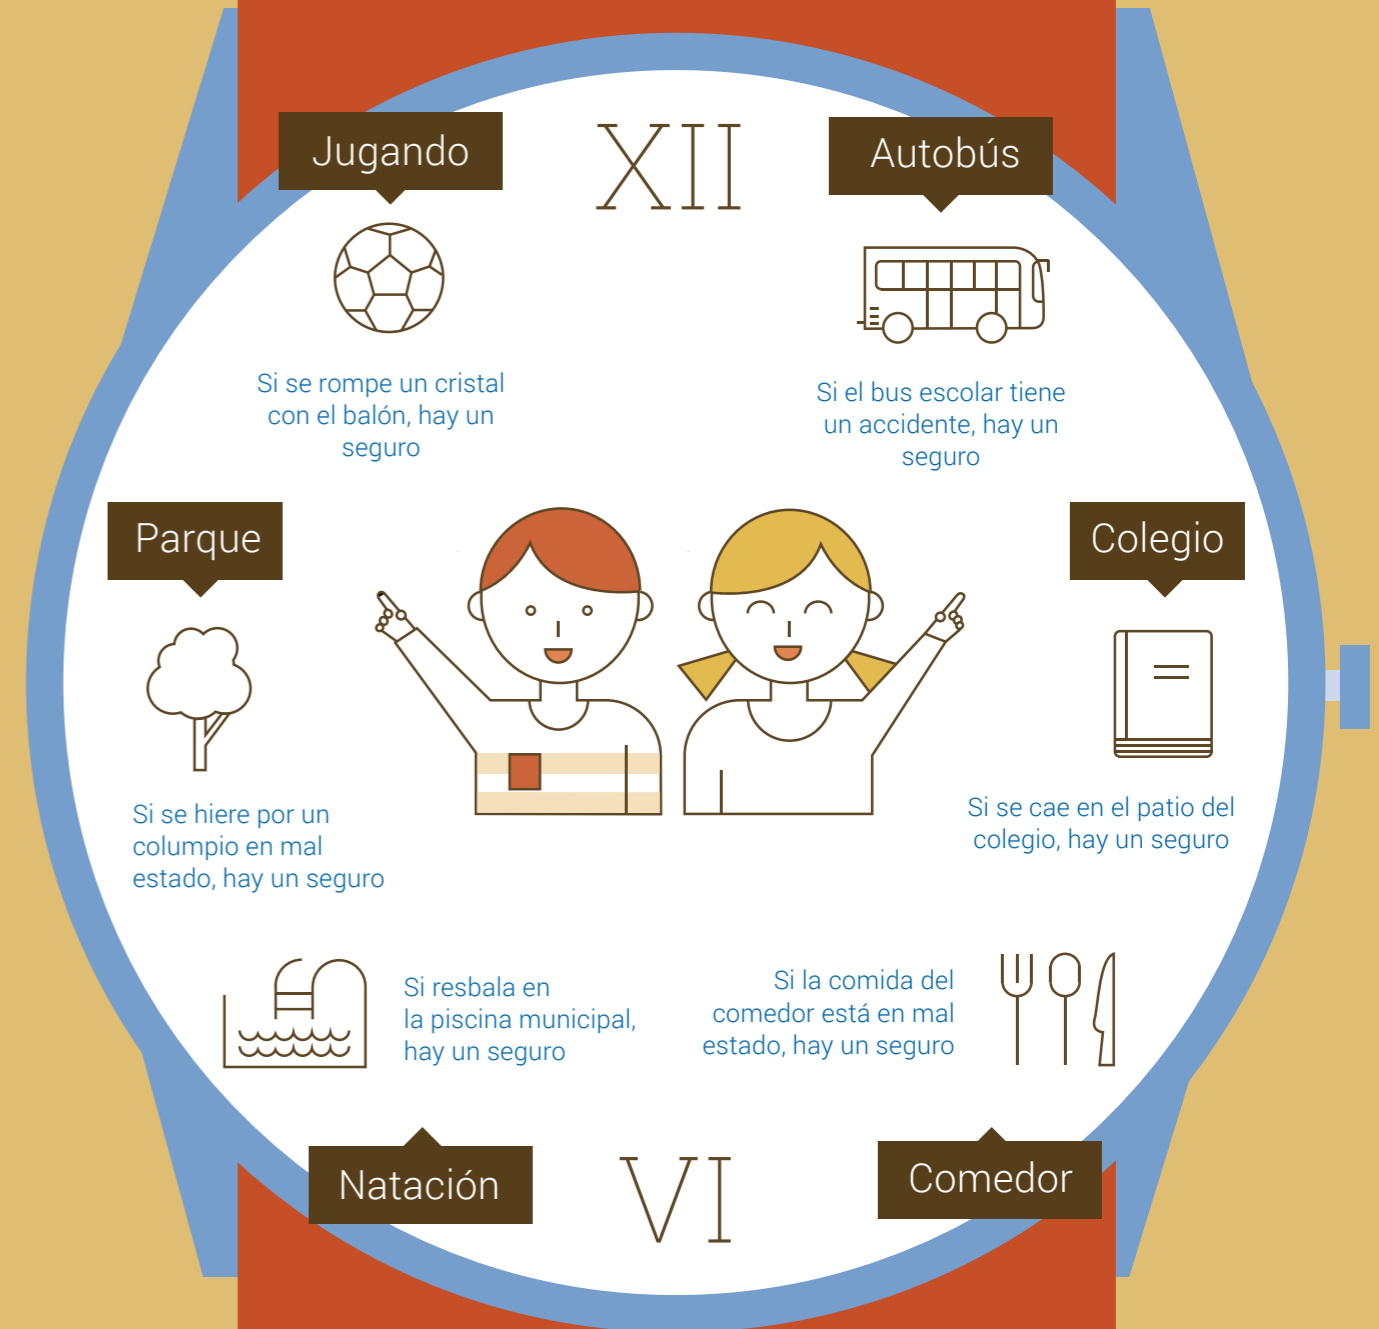 Jugando
XII
Autobús
Si se rompe un cristal
con el balón, hay un
seguro
Si el bus escolar tiene
un accidente, hay un
seguro
Parque
Colegio
Si se hiere por un
columpio en mal
estado, hay un seguro
Si se cae en el patio del
colegio, hay un seguro
Si resbala en
la piscina municipal,
hay un seguro
Si la comida del
comedor está en mal
estado, hay un seguro
Natación
VI
Comedor